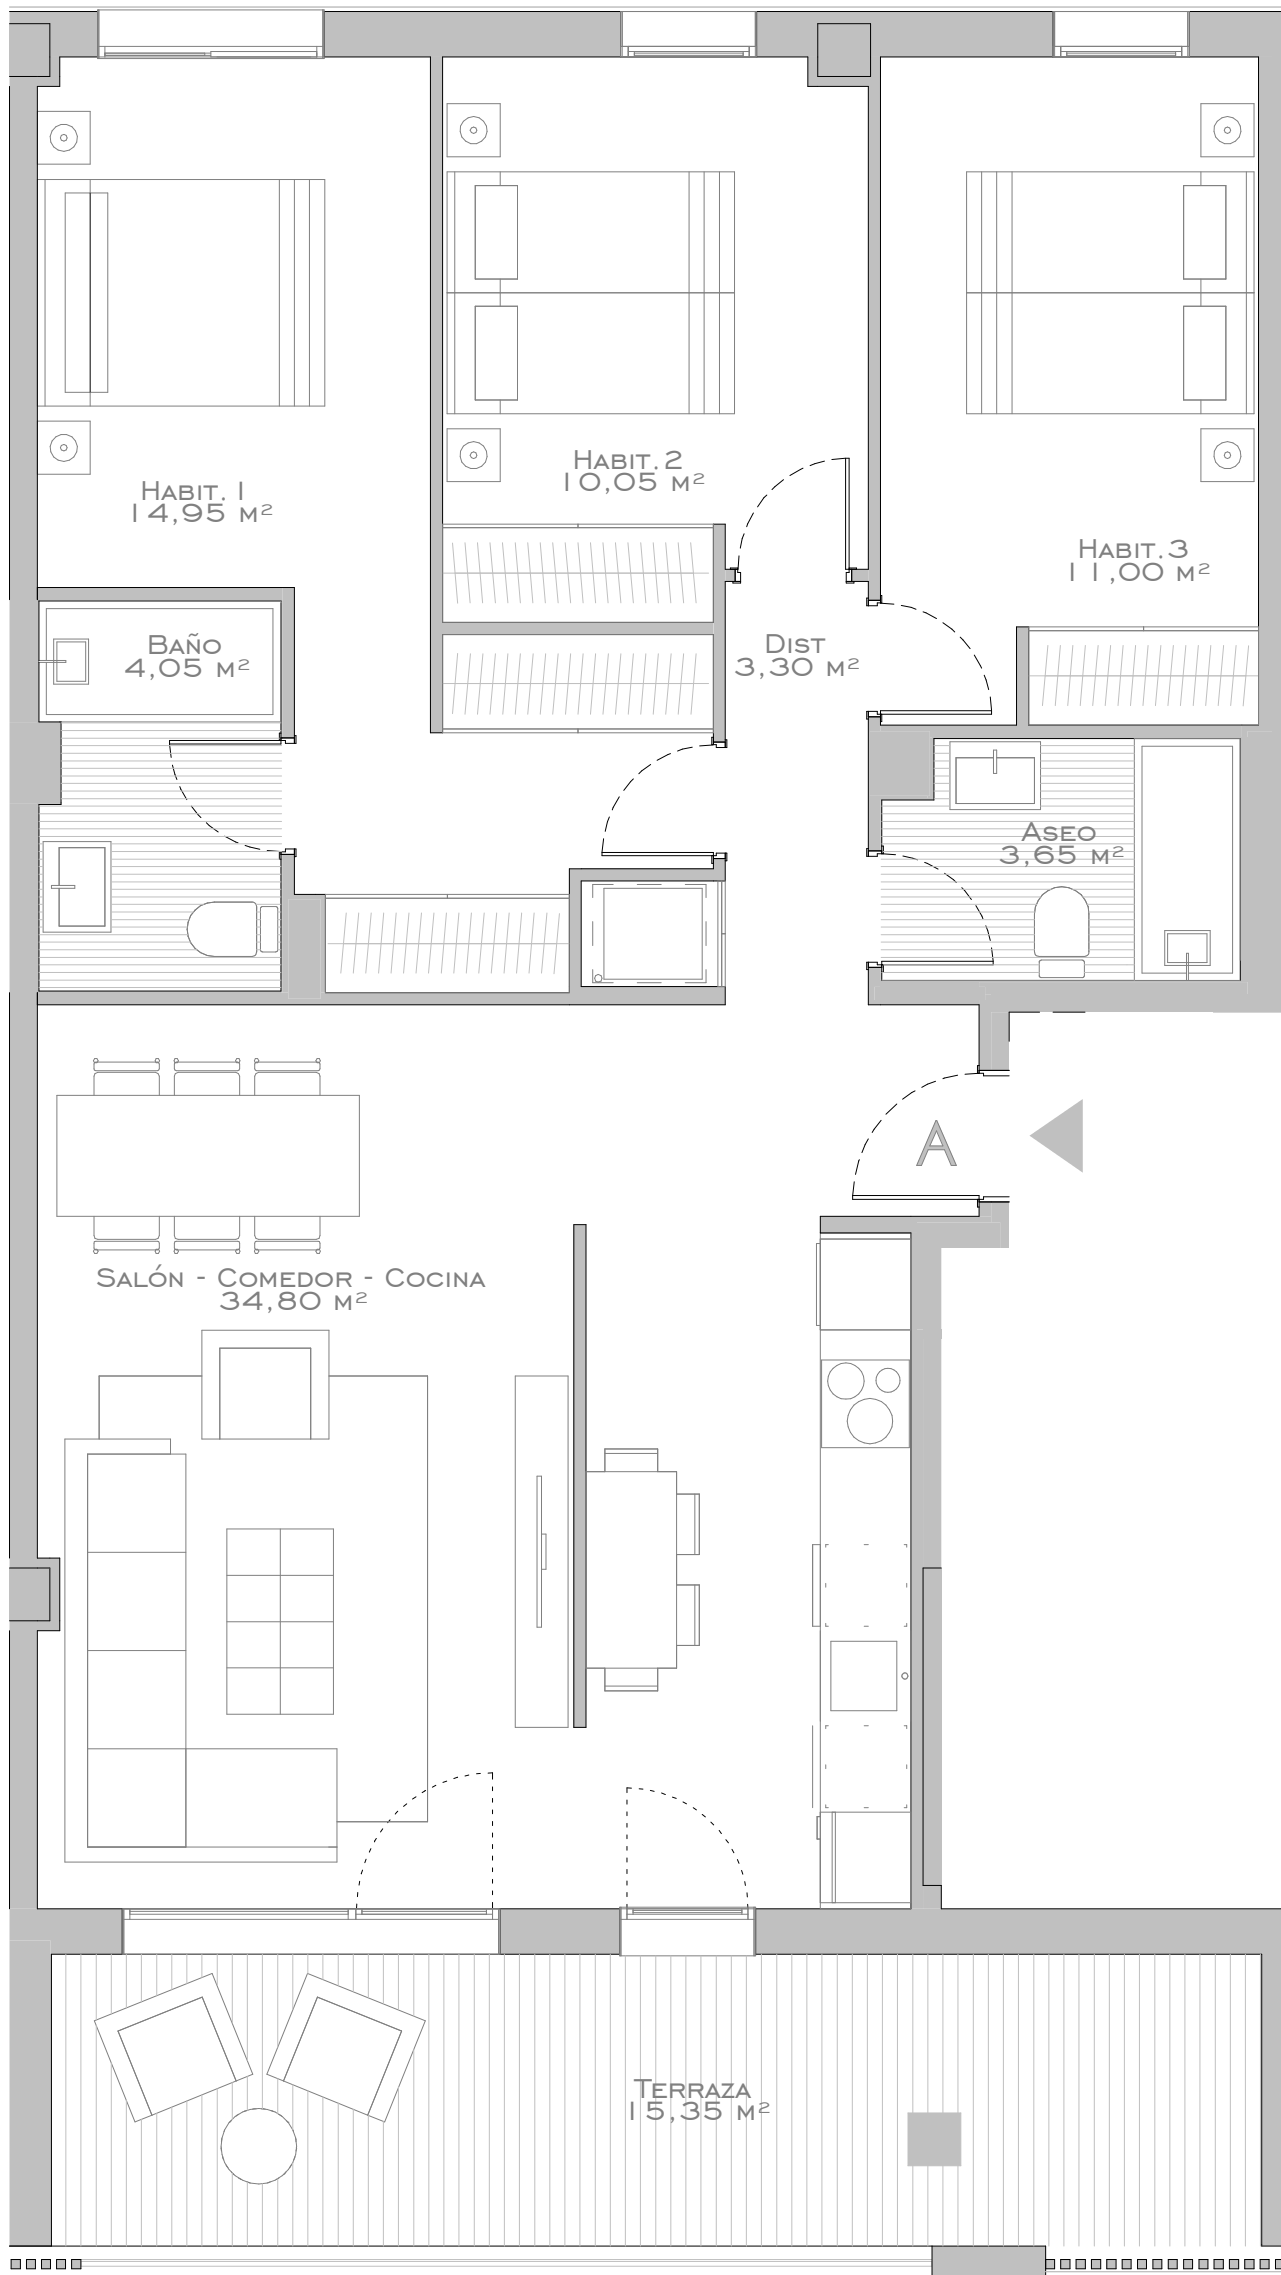 HABIT. 2
10,05 M²
HABIT. 1
14,95 M²
HABIT. 3
11,00 M²
BAÑO
4,05 M²
DIST
3,30 M²
ASEO
3,65 M²
A
SALÓN - COMEDOR - COCINA
34,80 M²
TERRAZA
15,35 M²